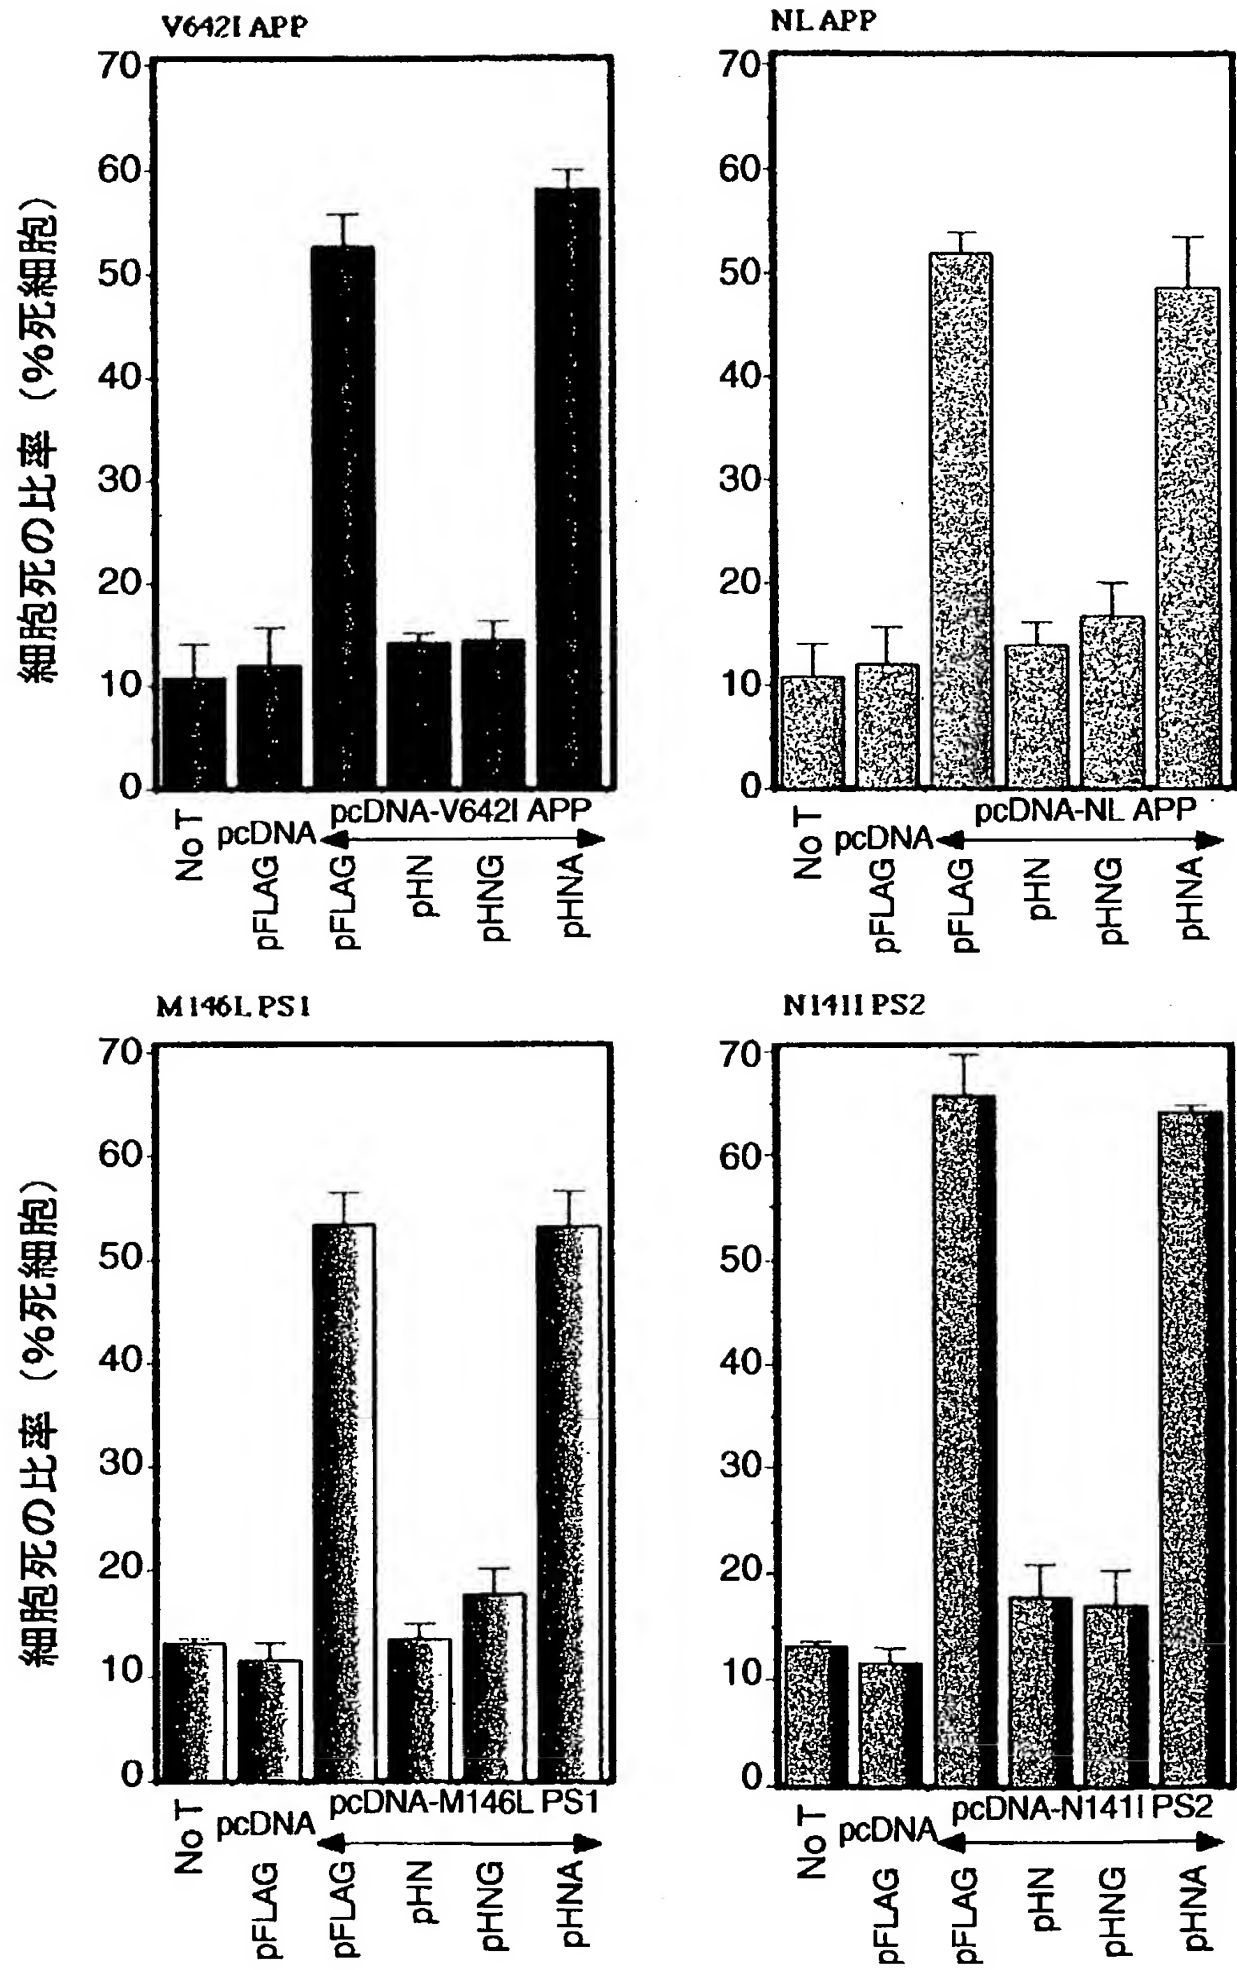 V642I APP
細胞死の比率 (%死細胞)
70
60
50
40
30
20
10
0
No T
pcDNA
pcDNA-V642I APP
pFLAG
pFLAG
pHN
pHNG
pHNA
NL APP
70
60
50
40
30
20
10
0
No T
pcDNA
pcDNA-NL APP
pFLAG
pFLAG
pHN
pHNG
pHNA
M146L PS1
細胞死の比率 (%死細胞)
70
60
50
40
30
20
10
0
No T
pcDNA
pcDNA-M146L PS1
pFLAG
pFLAG
pHN
pHNG
pHNA
N141I PS2
70
60
50
40
30
20
10
0
No T
pcDNA
pcDNA-N141I PS2
pFLAG
pFLAG
pHN
pHNG
pHNA